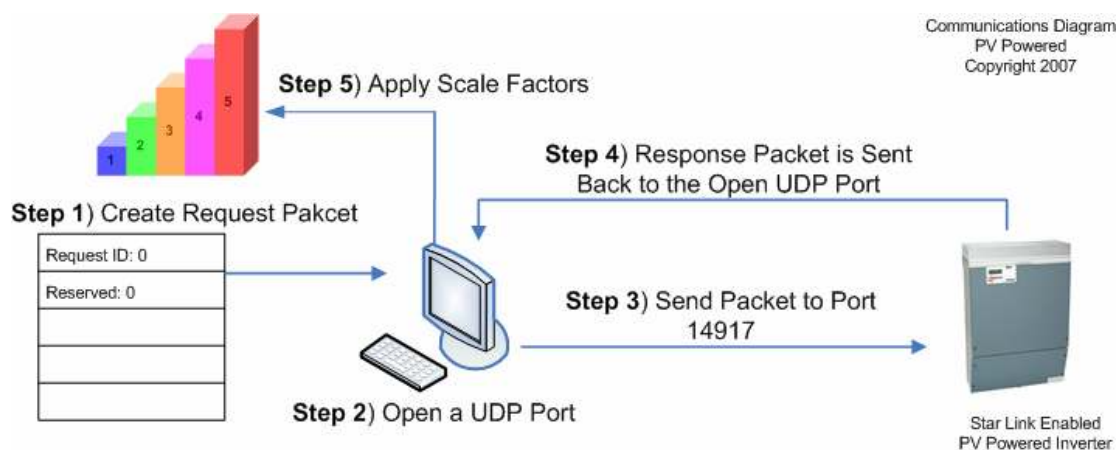 Communications Diagram
PV Powered
Copyright 2007
Step 5) Apply Scale Factors
5
4
3
2
1
Step 4) Response Packet is Sent
Back to the Open UDP Port
Step 1) Create Request Pakcet
Request ID: 0
Reserved: 0
Step 3) Send Packet to Port
14917
Step 2) Open a UDP Port
Star Link Enabled
PV Powered Inverter